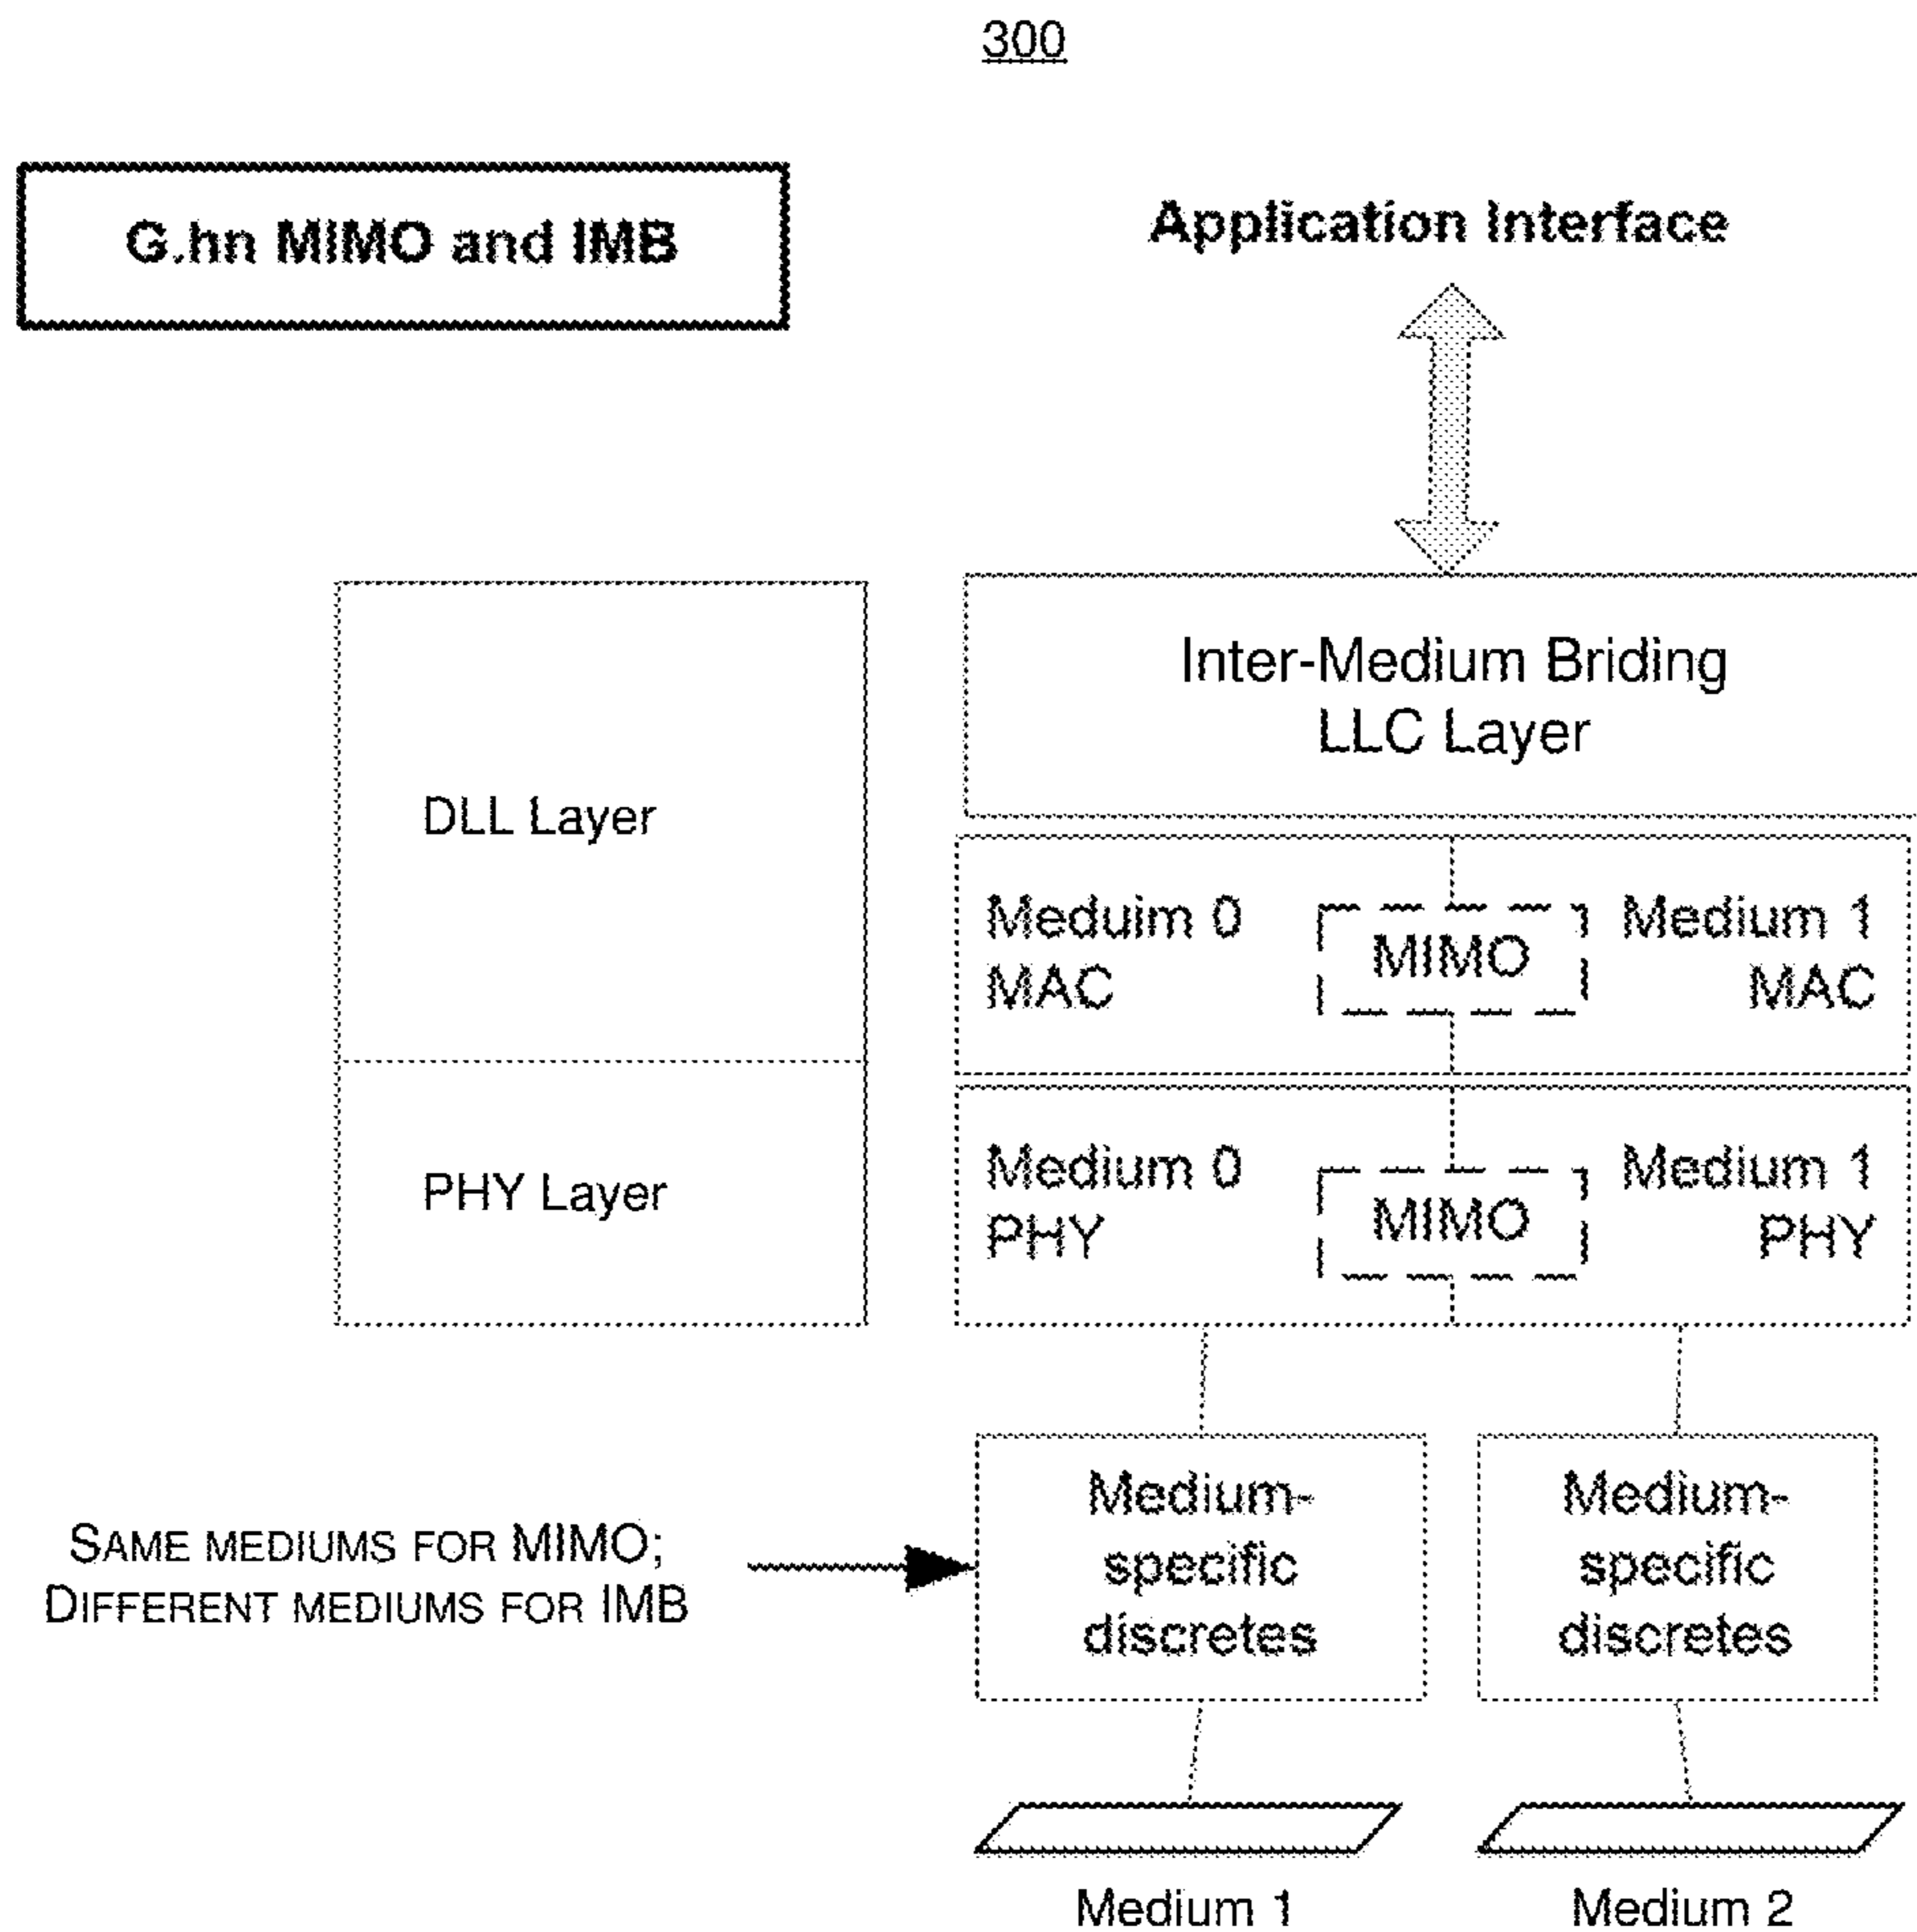 300
G.hn MIMO and IMB
Application Interface
Inter-Medium Briding
LLC Layer
DLL Layer
Meduim 0
MAC
MIMO
Medium 1
MAC
PHY Layer
Medium 0
PHY
MIMO
Medium 1
PHY
SAME MEDIUMS FOR MIMO;
DIFFERENT MEDIUMS FOR IMB
Medium-
specific
discretes
Medium-
specific
discretes
Medium 1
Medium 2